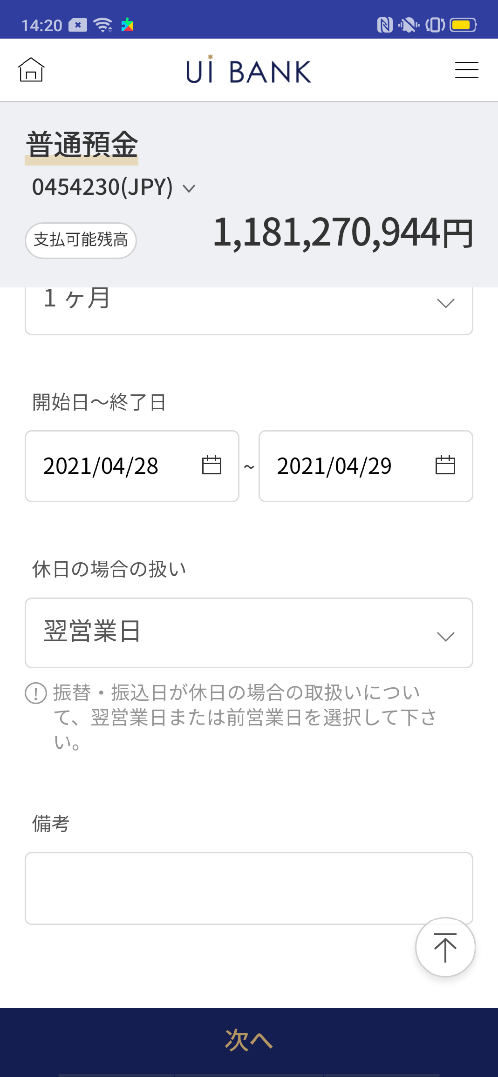 14:20
UI BANK
普通預金
0454230(JPY)
支払可能残高
1,181,270,944円
1 ヶ月
開始日〜終了日
2021/04/28 ~ 2021/04/29
休日の場合の扱い
翌営業日
振替・振込日が休日の場合の取扱いについ
て、翌営業日または前営業日を選択して下さ
い。
備考
次へ